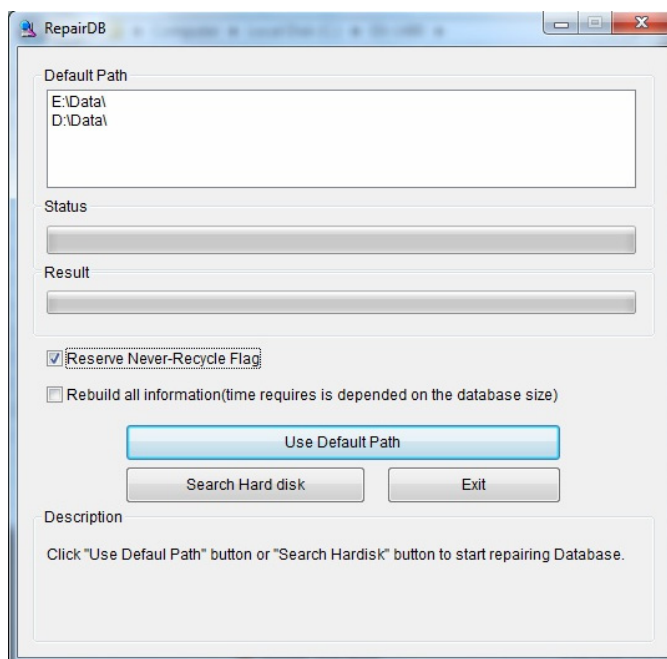 RepairDB
Default Path
E:\Data\
D:\Data\
Status
Result
Reserve Never-Recycle Flag
Rebuild all information(time requires is depended on the database size)
Use Default Path
Search Hard disk
Exit
Description
Click "Use Defaul Path" button or "Search Hardisk" button to start repairing Database.